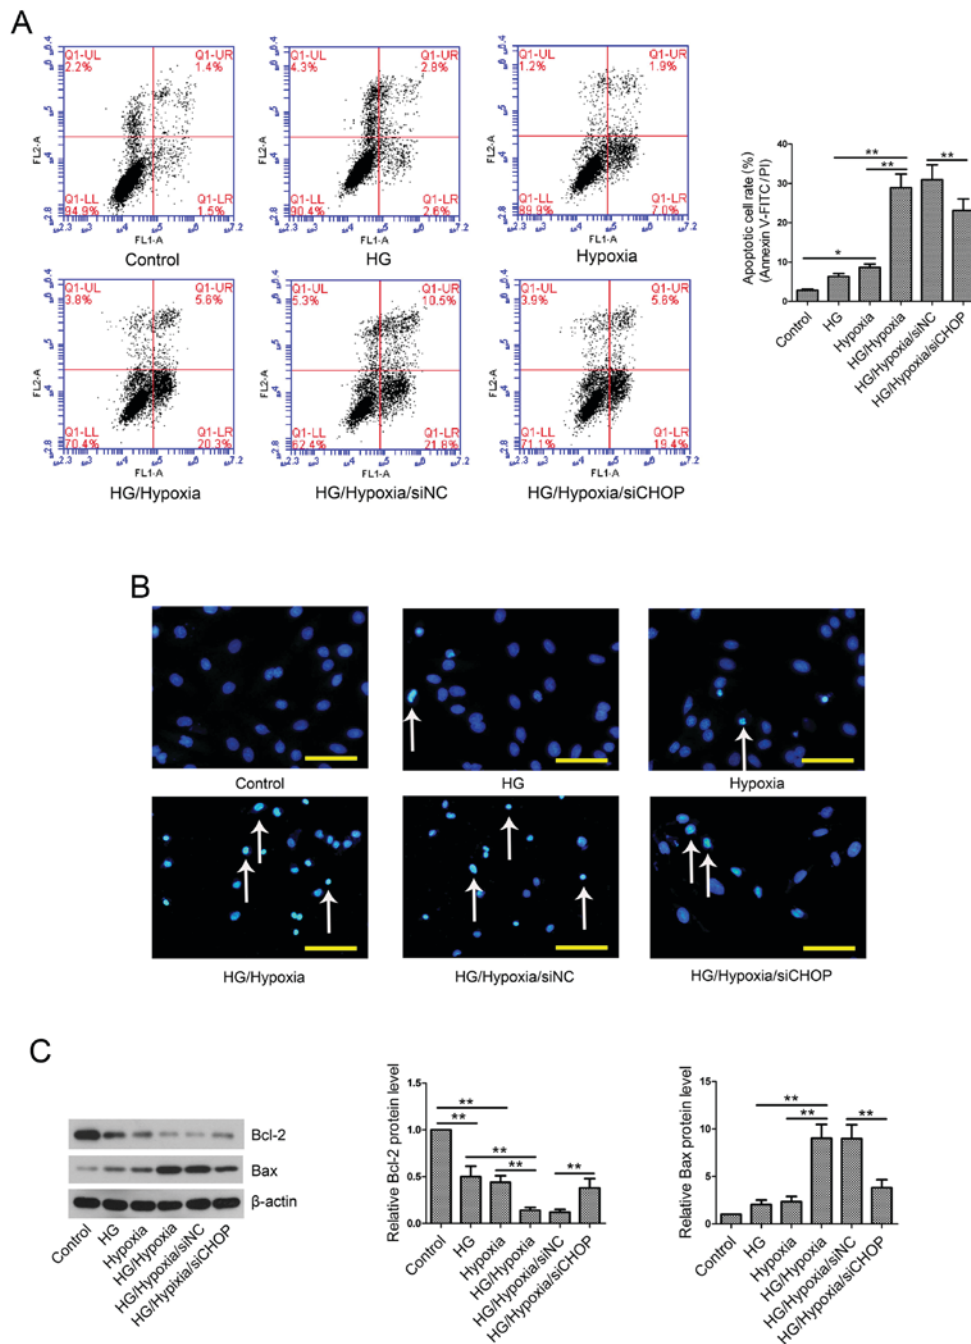 A
Q1-UL
2.2%
Q1-UR
1.4%
Q1-LL
94.9%
Q1-LR
1.5%
FL2-A
FL1-A
Control
Q1-UL
4.3%
Q1-UR
2.8%
Q1-LL
90.4%
Q1-LR
2.6%
FL2-A
FL1-A
HG
Q1-UL
1.2%
Q1-UR
1.9%
Q1-LL
89.9%
Q1-LR
7.0%
FL2-A
FL1-A
Hypoxia
Q1-UL
3.8%
Q1-UR
5.6%
Q1-LL
70.4%
Q1-LR
20.3%
FL2-A
FL1-A
HG/Hypoxia
Q1-UL
5.3%
Q1-UR
10.5%
Q1-LL
62.4%
Q1-LR
21.8%
FL2-A
FL1-A
HG/Hypoxia/siNC
Q1-UL
3.9%
Q1-UR
5.6%
Q1-LL
71.1%
Q1-LR
19.4%
FL2-A
FL1-A
HG/Hypoxia/siCHOP
Apoptotic cell rate (%)
(Annexin V-FITC / PI)
40
30
20
10
0
*
**
**
**
Control
HG
Hypoxia
HG/Hypoxia
HG/Hypoxia/siNC
HG/Hypoxia/siCHOP
B
Control
HG
Hypoxia
HG/Hypoxia
HG/Hypoxia/siNC
HG/Hypoxia/siCHOP
C
Bcl-2
Bax
β-actin
Control
HG
Hypoxia
HG/Hypoxia
HG/Hypoxia/siNC
HG/Hypixia/siCHOP
Relative Bcl-2 protein level
1.5
1.0
0.5
0.0
**
**
**
**
**
Control
HG
Hypoxia
HG/Hypoxia
HG/Hypoxia/siNC
HG/Hypoxia/siCHOP
Relative Bax protein level
15
10
5
0
**
**
**
Control
HG
Hypoxia
HG/Hypoxia
HG/Hypoxia/siNC
HG/Hypoxia/siCHOP